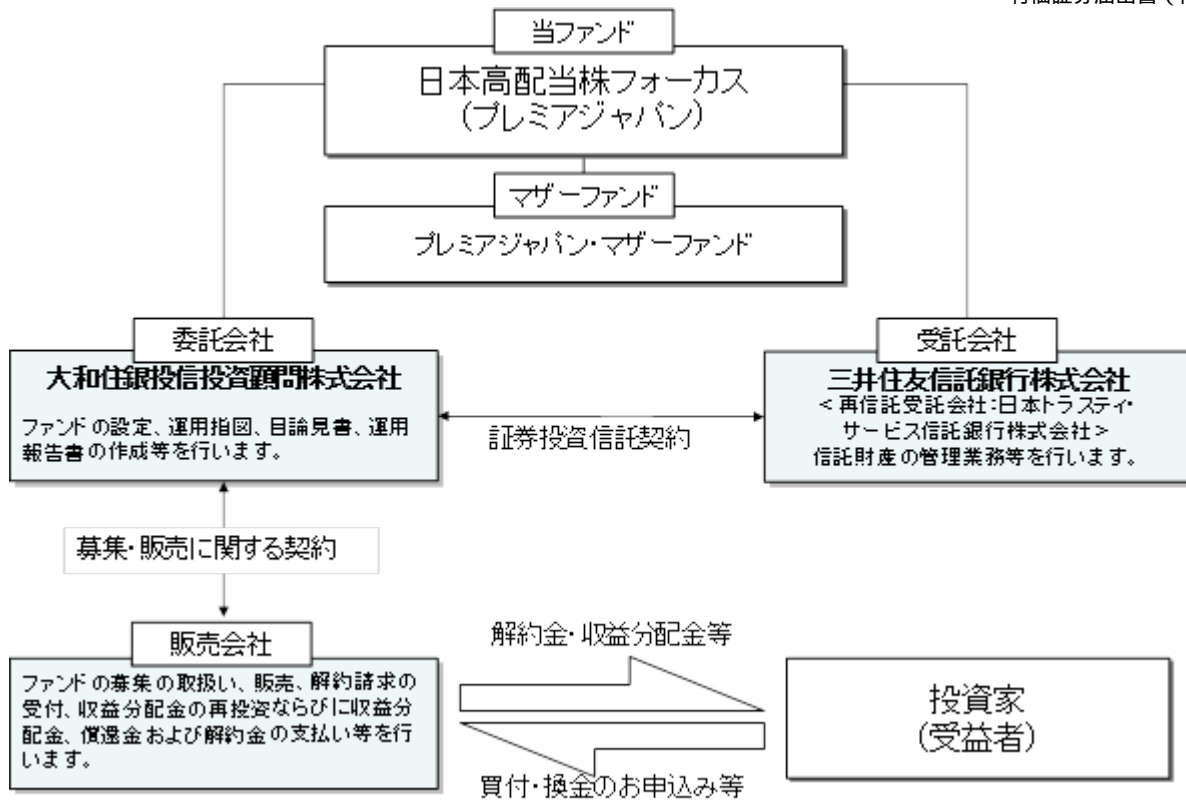 当ファンド
日本高配当株フォーカス
(プレミアジャパン)
マザーファンド
プレミアジャパン・マザーファンド
委託会社
大和住銀投信投資顧問株式会社
ファンドの設定、運用指図、目論見書、運用
報告書の作成等を行います。
証券投資信託契約
受託会社
三井住友信託銀行株式会社
<再信託受託会社:日本トラスティ・
サービス信託銀行株式会社>
信託財産の管理業務等を行います。
募集・販売に関する契約
販売会社
ファンドの募集の取扱い、販売、解約請求の
受付、収益分配金の再投資ならびに収益分
配金、償還金および解約金の支払い等を行
います。
解約金・収益分配金等
買付・換金のお申込み等
投資家
(受益者)